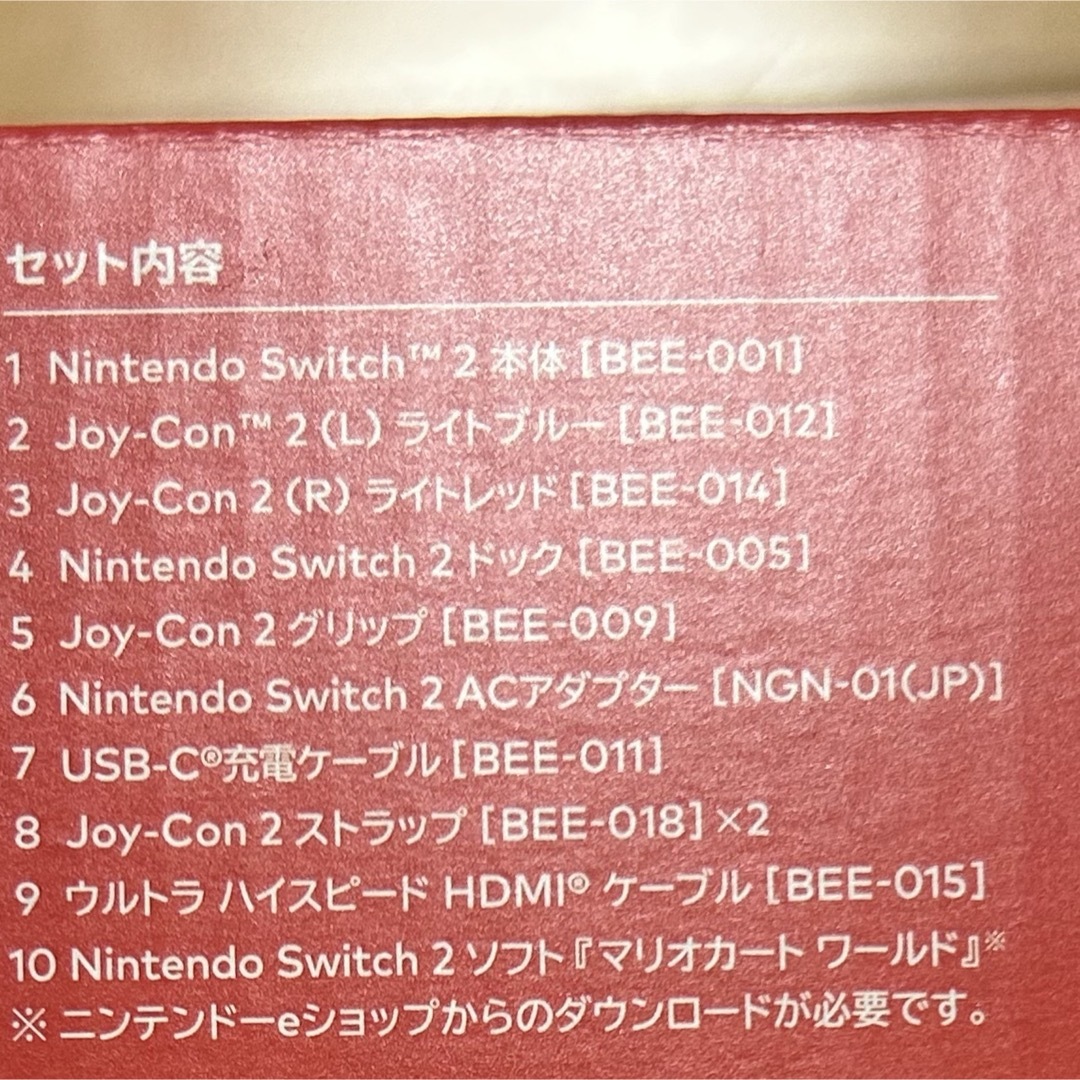 セット内容
1 Nintendo Switch™ 2 本体 [BEE-001]
2 Joy-Con™ 2 (L) ライトブルー [BEE-012]
3 Joy-Con 2 (R) ライトレッド [BEE-014]
4 Nintendo Switch 2 ドック [BEE-005]
5 Joy-Con 2 グリップ [BEE-009]
6 Nintendo Switch 2 ACアダプター [NGN-01(JP)]
7 USB-C®充電ケーブル [BEE-011]
8 Joy-Con 2 ストラップ [BEE-018] ×2
9 ウルトラ ハイスピード HDMI® ケーブル [BEE-015]
10 Nintendo Switch 2 ソフト『マリオカート ワールド』※
※ ニンテンドーeショップからのダウンロードが必要です。